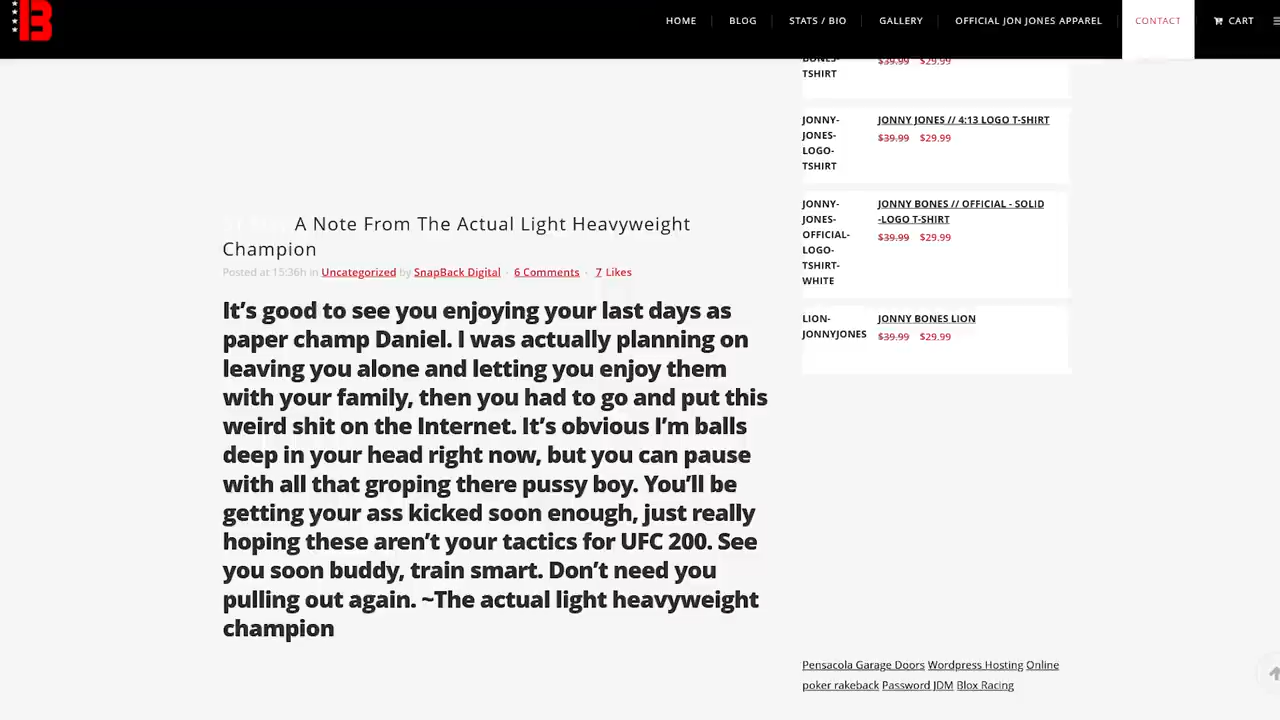 HOME
BLOG
STATS / BIO
GALLERY
OFFICIAL JON JONES APPAREL
CONTACT
CART
A Note From The Actual Light Heavyweight
Champion
Posted at 15:36h in Uncategorized by SnapBack Digital · 6 Comments · 7 Likes
It’s good to see you enjoying your last days as
paper champ Daniel. I was actually planning on
leaving you alone and letting you enjoy them
with your family, then you had to go and put this
weird shit on the Internet. It’s obvious I’m balls
deep in your head right now, but you can pause
with all that groping there pussy boy. You’ll be
getting your ass kicked soon enough, just really
hoping these aren’t your tactics for UFC 200. See
you soon buddy, train smart. Don’t need you
pulling out again. ~The actual light heavyweight
champion
BONES-
TSHIRT
$39.99 $29.99
JONNY-
JONES-
LOGO-
TSHIRT
JONNY JONES // 4:13 LOGO T-SHIRT
$39.99 $29.99
JONNY-
JONES-
OFFICIAL-
LOGO-
TSHIRT-
WHITE
JONNY BONES // OFFICIAL - SOLID
-LOGO T-SHIRT
$39.99 $29.99
LION-
JONNYJONES
JONNY BONES LION
$39.99 $29.99
Pensacola Garage Doors Wordpress Hosting Online
poker rakeback Password JDM Blox Racing